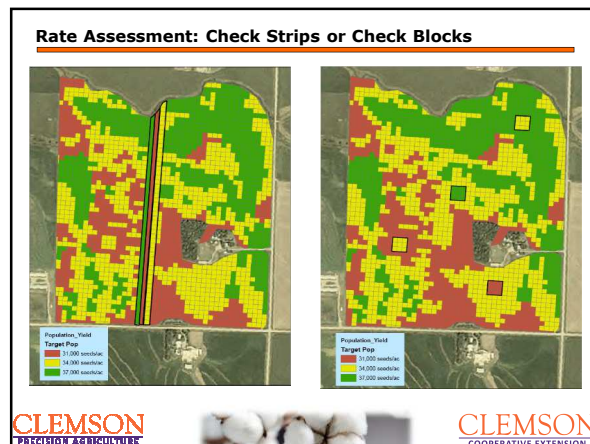 Rate Assessment: Check Strips or Check Blocks
Population_Yield
Target Pop
31,000 seeds/ac
34,000 seeds/ac
37,000 seeds/ac
Population_Yield
Target Pop
31,000 seeds/ac
34,000 seeds/ac
37,000 seeds/ac
CLEMSON
PRECISION AGRICULTURE
CLEMSON
COOPERATIVE EXTENSION